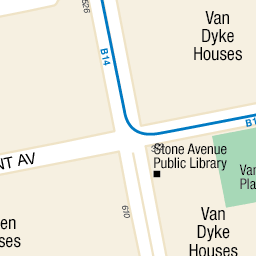 526
Van
Dyke
Houses
B14
Stone Avenue
Public Library
NT AV
Van
Pla
B1
610
en
ses
Van
Dyke
Houses